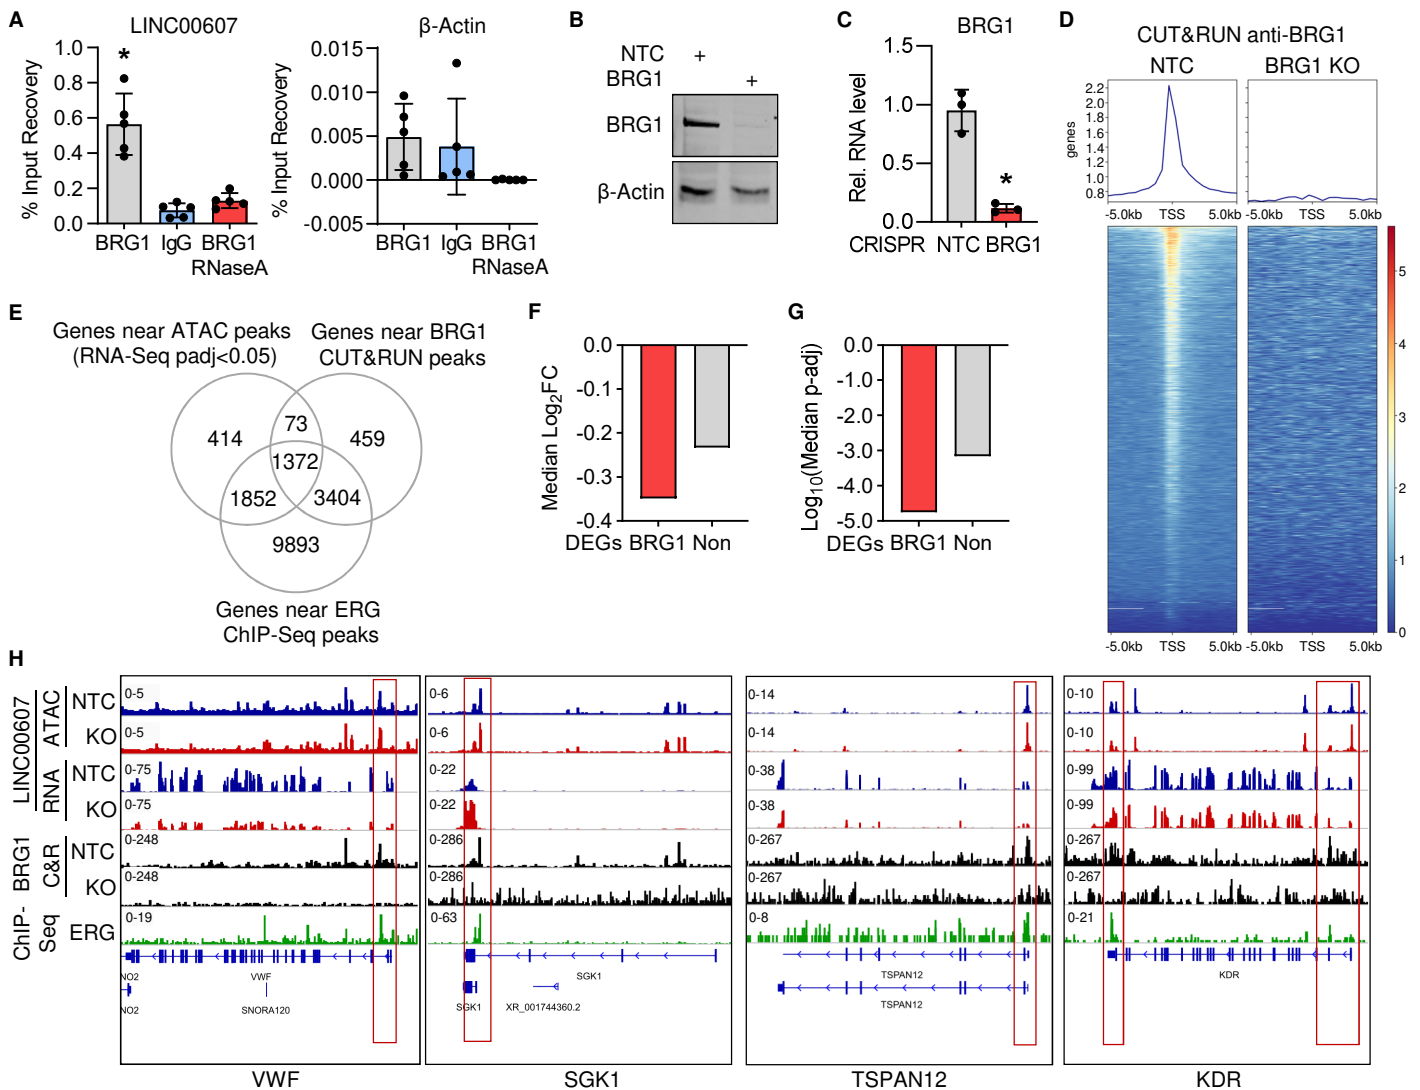 A
LINC00607
β-Actin
% Input Recovery
1.0
0.8
0.6
0.4
0.2
0.0
*
BRG1
IgG
BRG1
RNaseA
% Input Recovery
0.015
0.010
0.005
0.000
-0.005
BRG1
IgG
BRG1
RNaseA
B
NTC +
BRG1 +
BRG1
β-Actin
C
BRG1
Rel. RNA level
1.5
1.0
0.5
0.0
*
CRISPR NTC BRG1
D
CUT&RUN anti-BRG1
NTC BRG1 KO
genes
2.2
2.0
1.8
1.6
1.4
1.2
1.0
0.8
-5.0kb TSS 5.0kb
-5.0kb TSS 5.0kb
5
4
3
2
1
0
-5.0kb TSS 5.0kb
-5.0kb TSS 5.0kb
E
Genes near ATAC peaks
(RNA-Seq padj<0.05)
Genes near BRG1
CUT&RUN peaks
414
73
459
1372
1852
3404
9893
Genes near ERG
ChIP-Seq peaks
F
Median Log2FC
0.0
-0.1
-0.2
-0.3
-0.4
DEGs BRG1 Non
G
Log10(Median p-adj)
0.0
-1.0
-2.0
-3.0
-4.0
-5.0
DEGs BRG1 Non
H
LINC00607
ATAC
NTC
KO
RNA
NTC
KO
BRG1
C&R
NTC
KO
ChIP-
Seq
ERG
0-5
0-5
0-75
0-75
0-248
0-248
0-19
NO2
VWF
NO2
SNORA120
VWF
0-6
0-6
0-22
0-22
0-286
0-286
0-63
SGK1
SGK1
XR_001744360.2
SGK1
0-14
0-14
0-38
0-38
0-267
0-267
0-8
TSPAN12
TSPAN12
TSPAN12
0-10
0-10
0-99
0-99
0-267
0-267
0-21
KDR
KDR